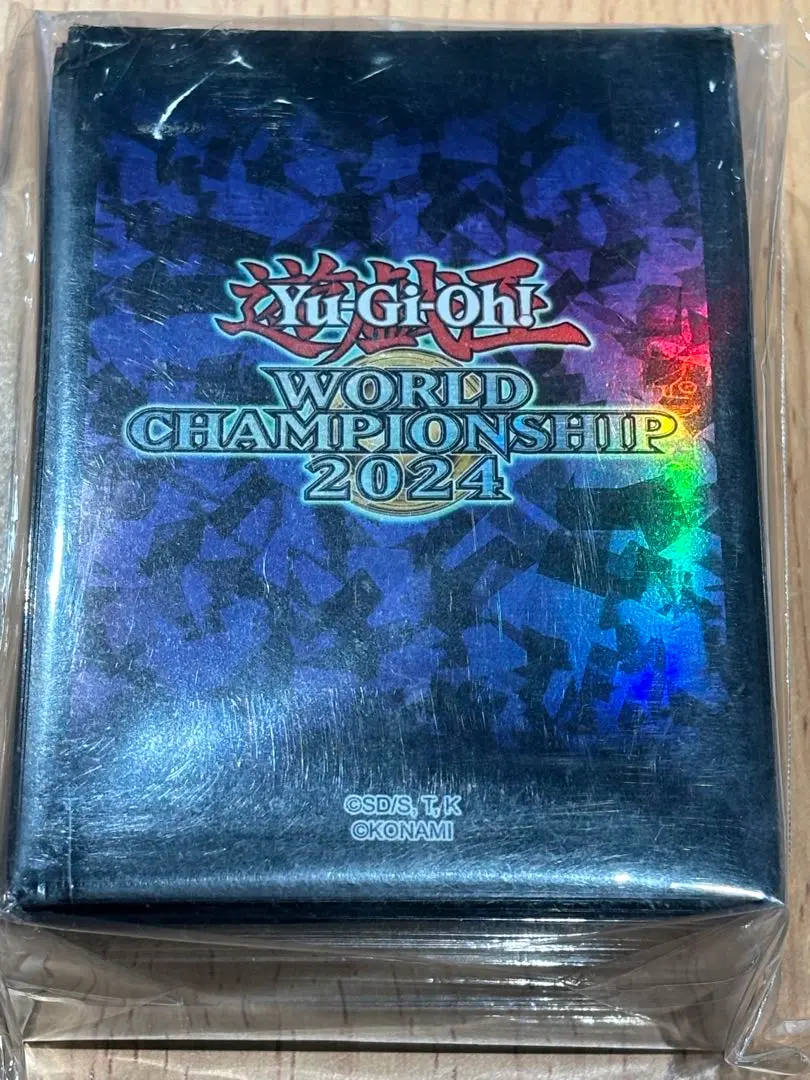 遊戯王
Yu-Gi-Oh!
WORLD
CHAMPIONSHIP
2024
©SD/S, T, K
©KONAMI